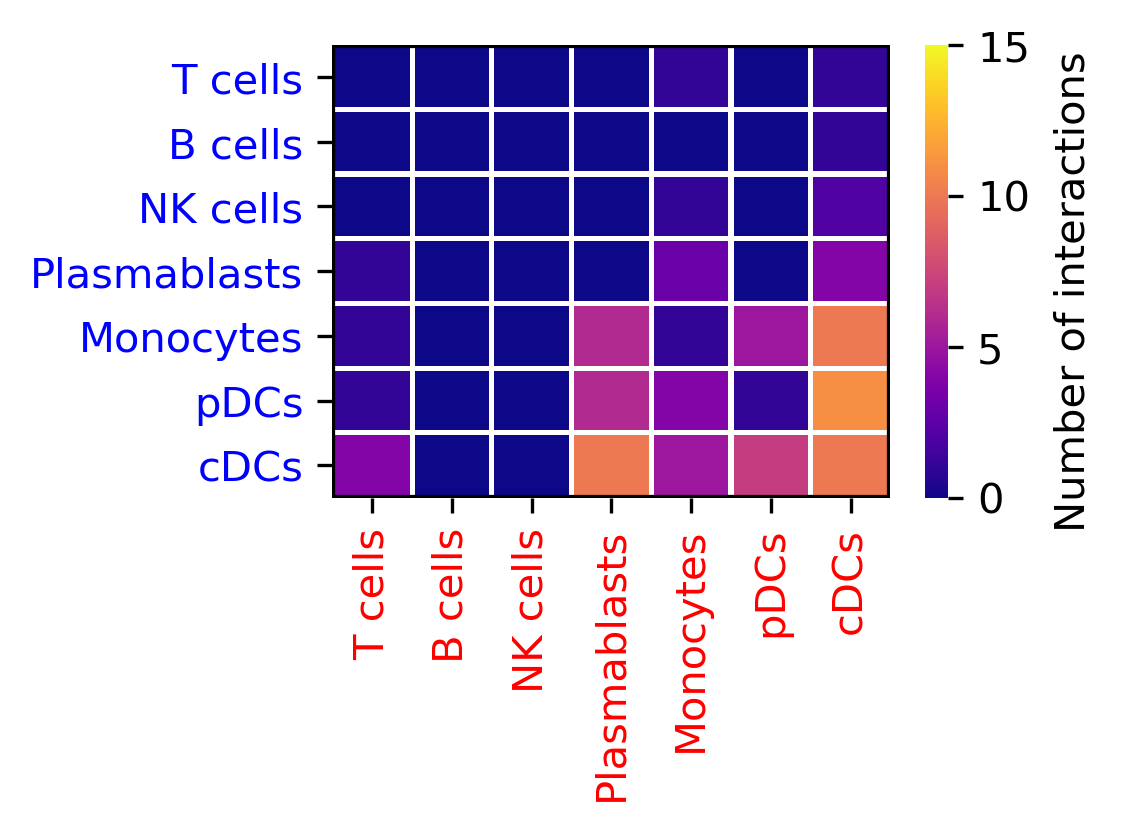 T cells
B cells
NK cells
Plasmablasts
Monocytes
pDCs
cDCs
T cells
B cells
NK cells
Plasmablasts
Monocytes
pDCs
cDCs
15
10
5
0
Number of interactions